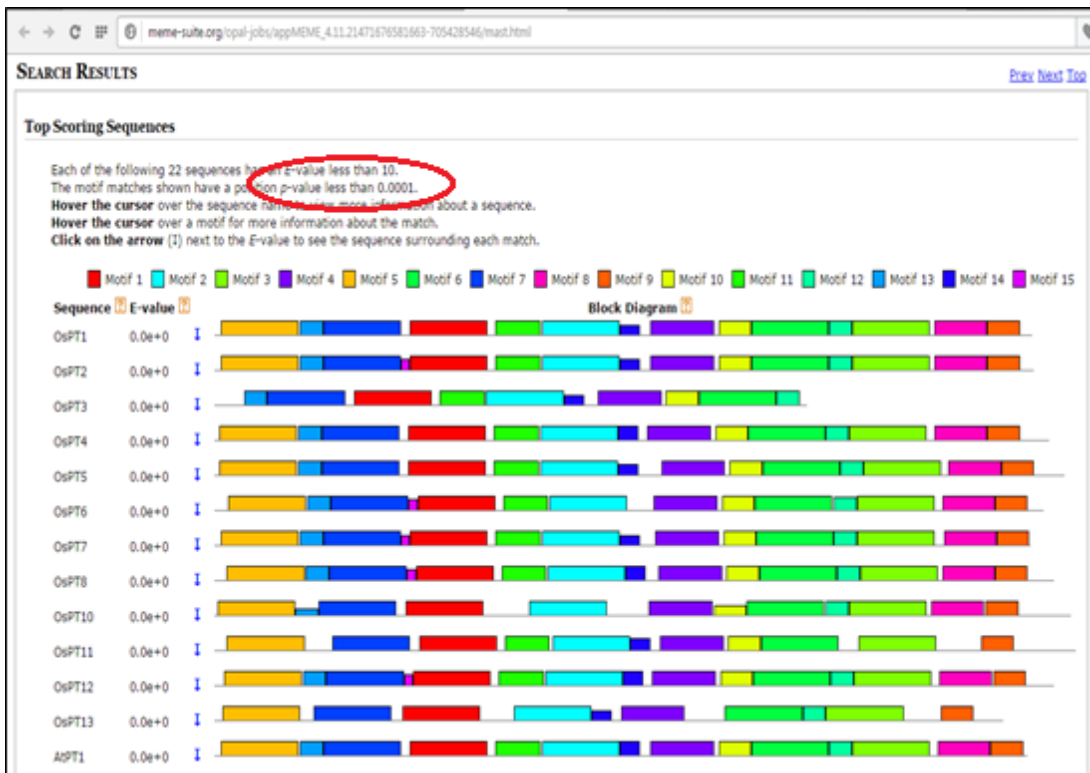 meme-suite.org/opal-jobs/appMEME_4.11.21471676581663-705428546/mast.html
SEARCH RESULTS
Prev Next Top
Top Scoring Sequences
Each of the following 22 sequences has an E-value less than 10.
The motif matches shown have a position p-value less than 0.0001.
Hover the cursor over the sequence name to view more information about a sequence.
Hover the cursor over a motif for more information about the match.
Click on the arrow (↧) next to the E-value to see the sequence surrounding each match.
Motif 1 Motif 2 Motif 3 Motif 4 Motif 5 Motif 6 Motif 7 Motif 8 Motif 9 Motif 10 Motif 11 Motif 12 Motif 13 Motif 14 Motif 15
Sequence ? E-value ? Block Diagram ?
OsPT1 0.0e+0 ↧
OsPT2 0.0e+0 ↧
OsPT3 0.0e+0 ↧
OsPT4 0.0e+0 ↧
OsPT5 0.0e+0 ↧
OsPT6 0.0e+0 ↧
OsPT7 0.0e+0 ↧
OsPT8 0.0e+0 ↧
OsPT10 0.0e+0 ↧
OsPT11 0.0e+0 ↧
OsPT12 0.0e+0 ↧
OsPT13 0.0e+0 ↧
AtPT1 0.0e+0 ↧